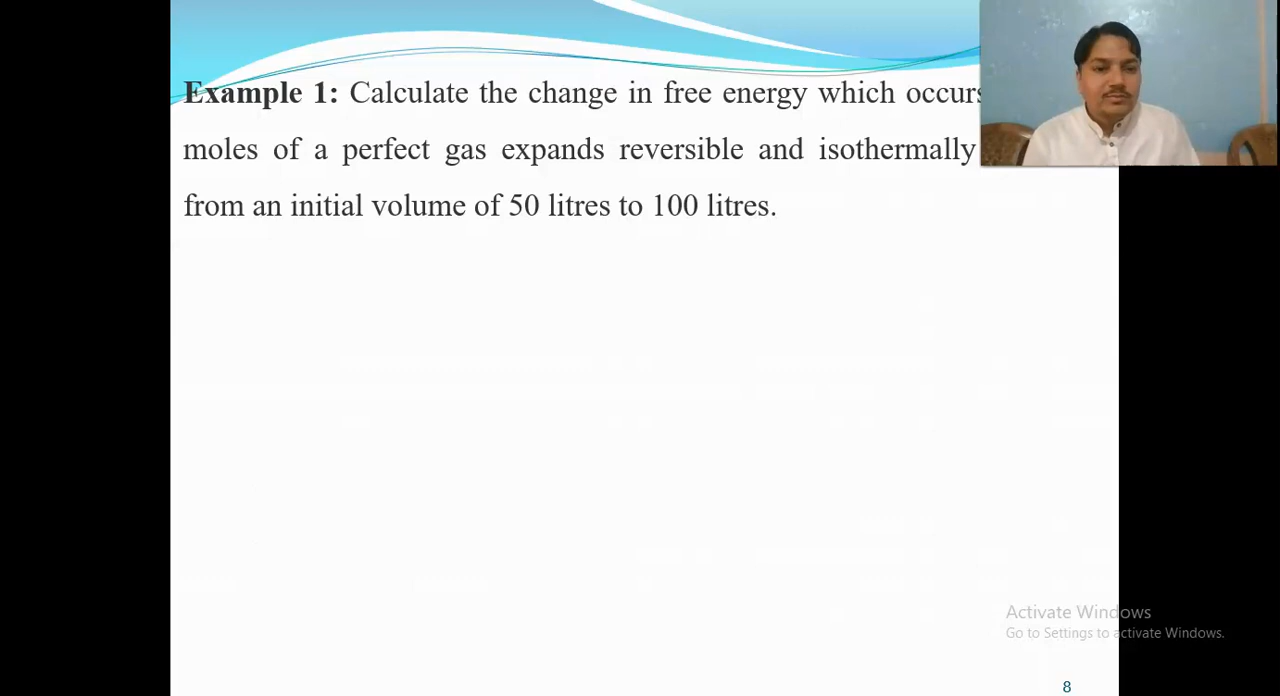 Example 1: Calculate the change in free energy which occurs
moles of a perfect gas expands reversible and isothermally
from an initial volume of 50 litres to 100 litres.
Activate Windows
Go to Settings to activate Windows.
8